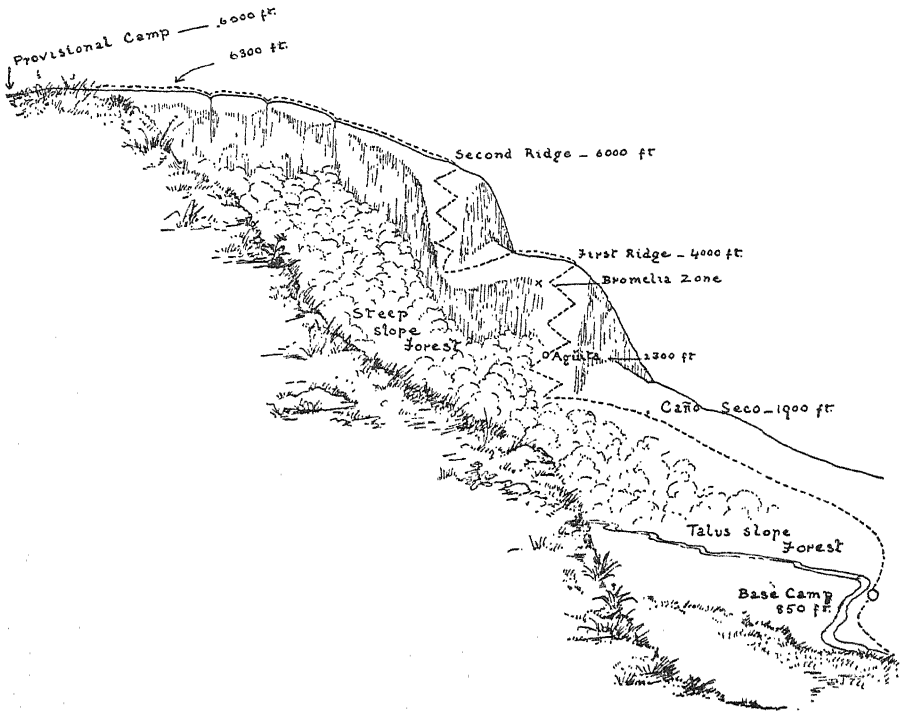 Provisional Camp — 6000 ft.
6300 ft.
Second Ridge – 6000 ft
First Ridge – 4000 ft.
Bromelia Zone
Steep
slope
Forest
Agüita — 2300 ft
Caño Seco – 1900 ft.
Talus slope
Forest
Base Camp
850 ft.